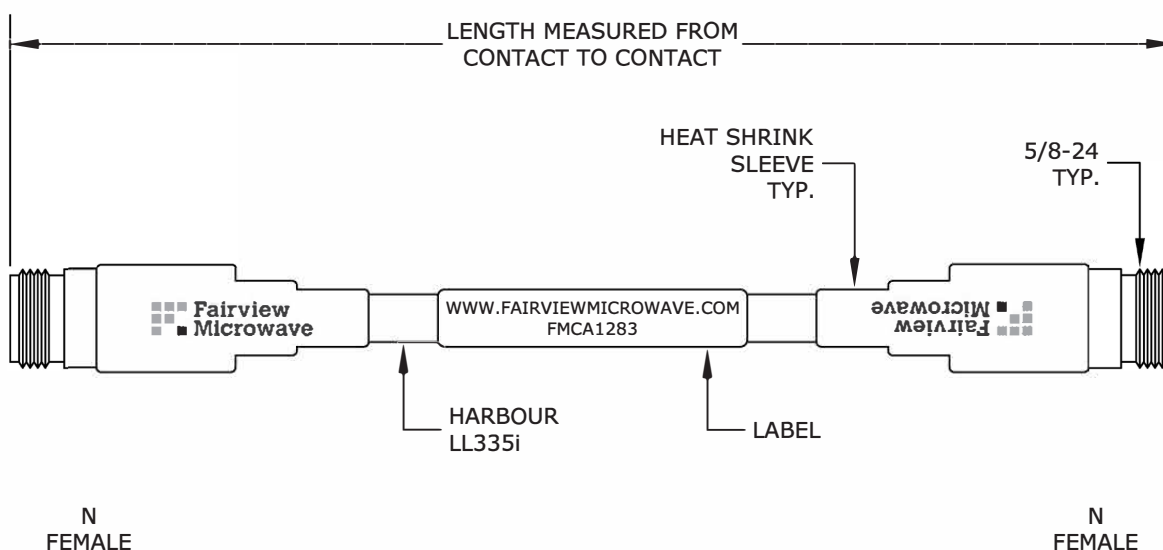 LENGTH MEASURED FROM
CONTACT TO CONTACT
HEAT SHRINK
SLEEVE
TYP.
5/8-24
TYP.
Fairview
Microwave
WWW.FAIRVIEWMICROWAVE.COM
FMCA1283
Fairview
Microwave
HARBOUR
LL335i
LABEL
N
FEMALE
N
FEMALE